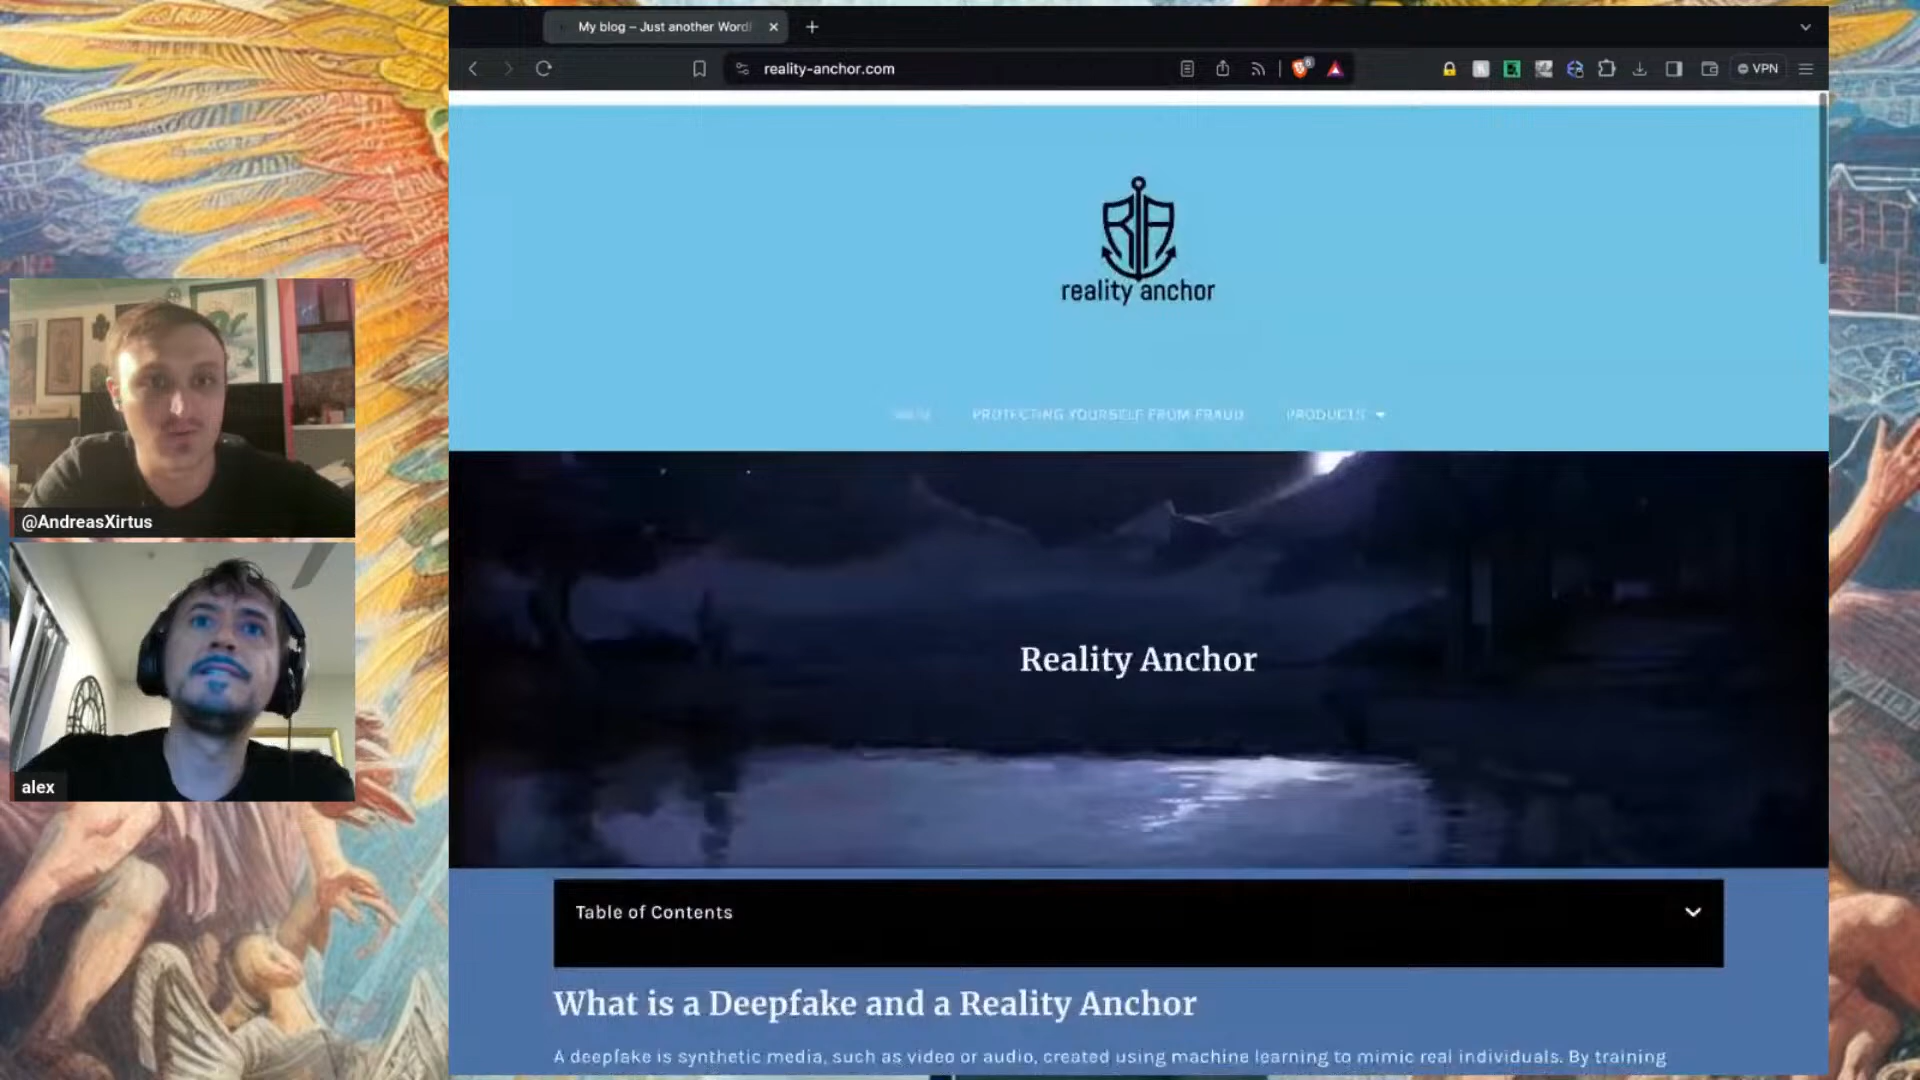 My blog – Just another Word
reality-anchor.com
VPN
RA
reality anchor
PROTECTING YOURSELF FROM FRAUD
PRODUCTS
Reality Anchor
@AndreasXirtus
alex
Table of Contents
What is a Deepfake and a Reality Anchor
A deepfake is synthetic media, such as video or audio, created using machine learning to mimic real individuals. By training